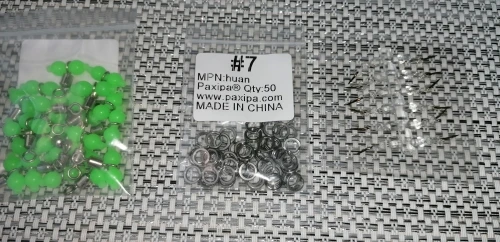 #7
MPN:huan
Paxipa® Qty:50
www.paxipa.com
MADE IN CHINA